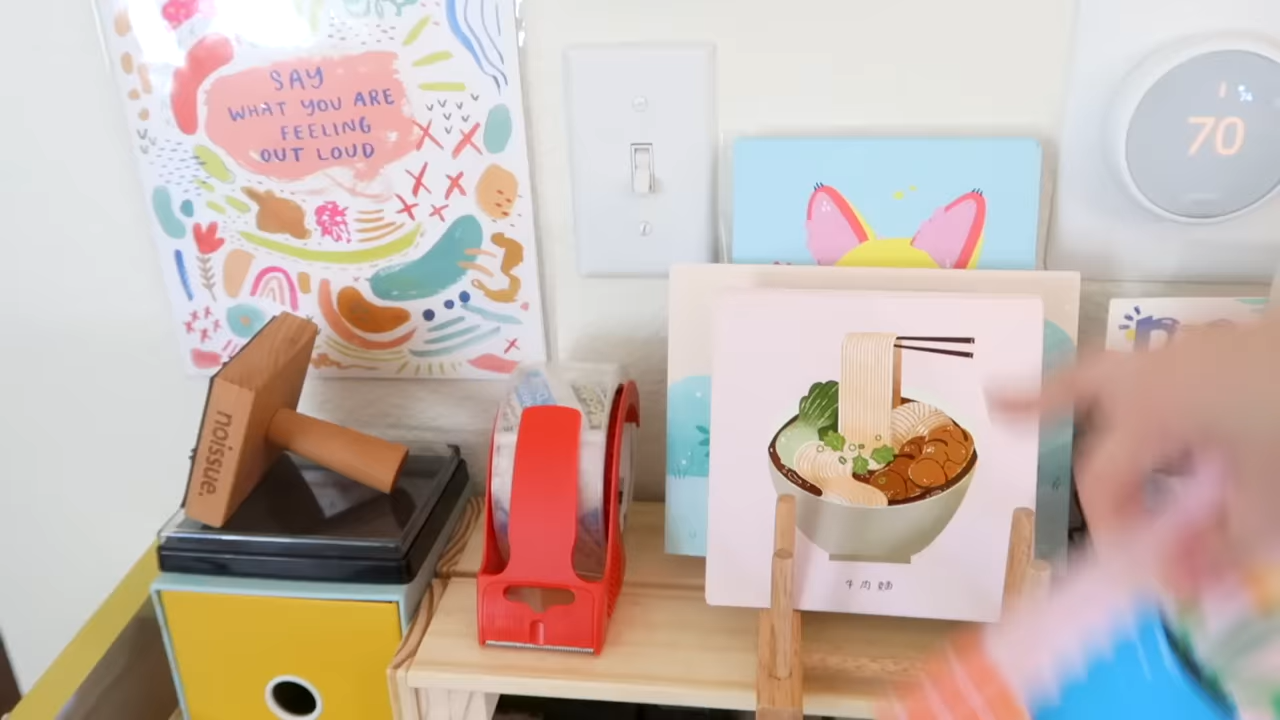 SAY
WHAT YOU ARE
FEELING
OUT LOUD
70
noissue.
牛肉麵